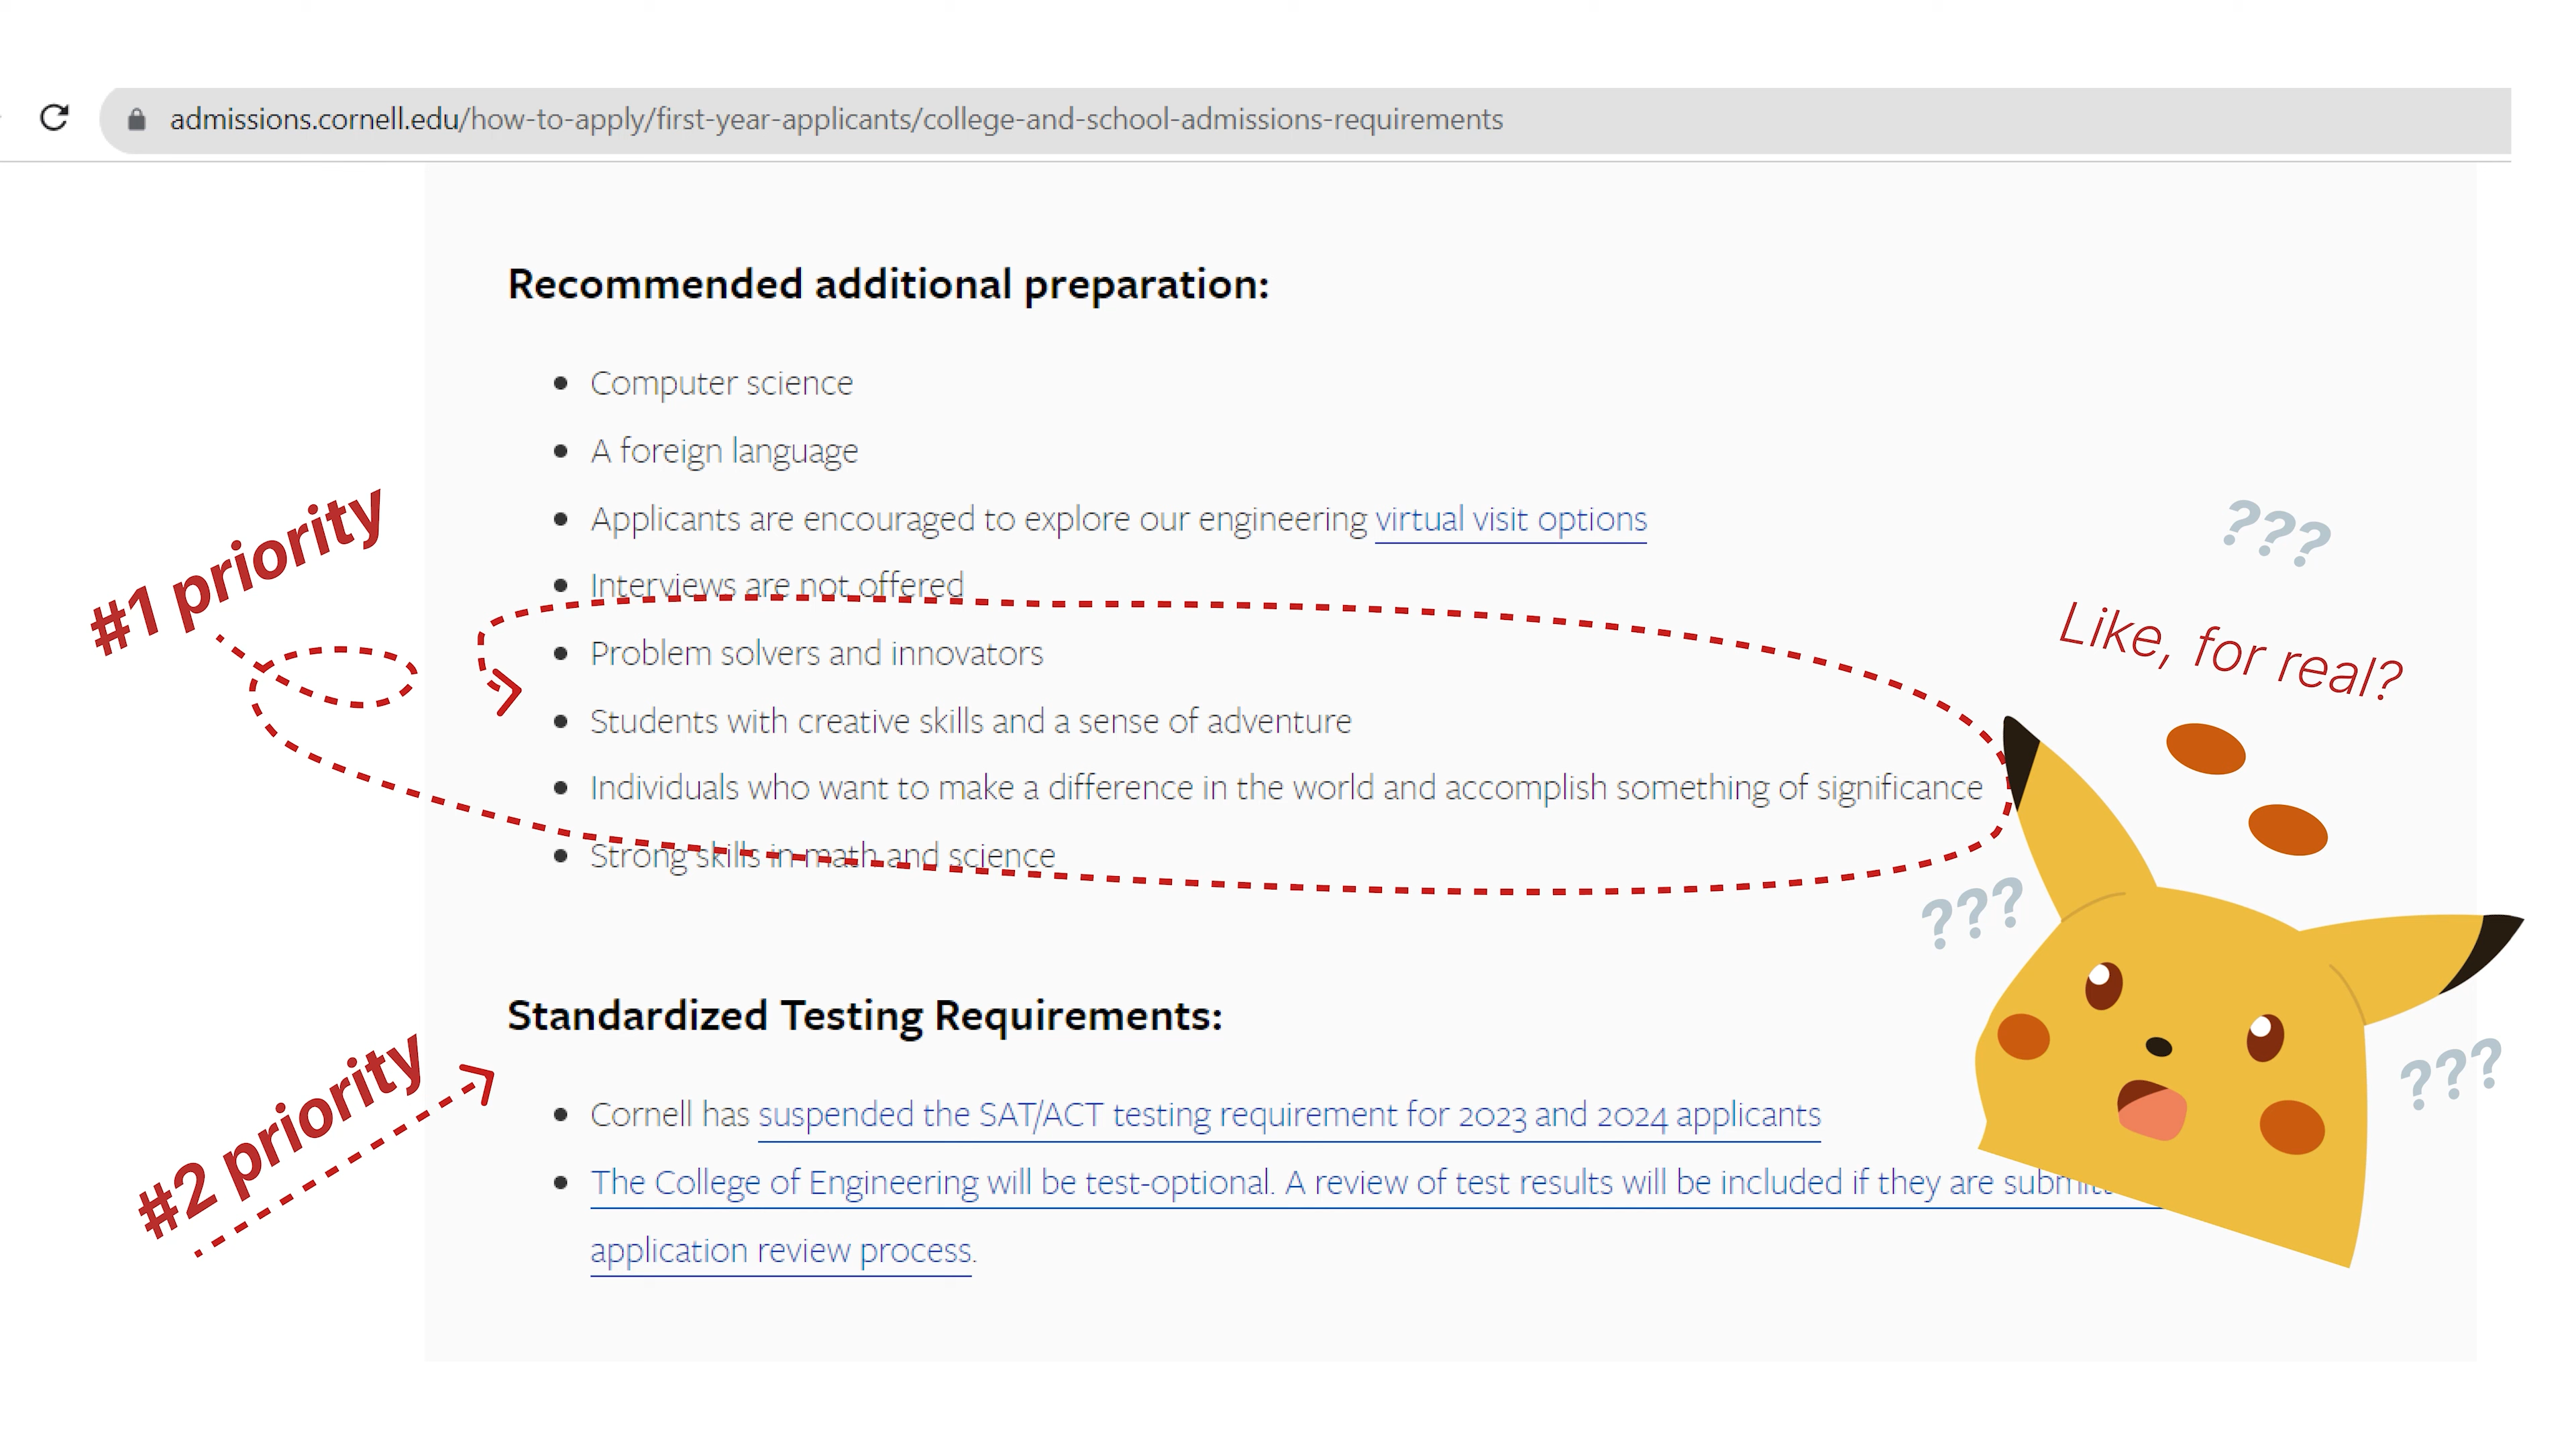 admissions.cornell.edu/how-to-apply/first-year-applicants/college-and-school-admissions-requirements
Recommended additional preparation:
Computer science
A foreign language
Applicants are encouraged to explore our engineering virtual visit options
Interviews are not offered
Problem solvers and innovators
Students with creative skills and a sense of adventure
Individuals who want to make a difference in the world and accomplish something of significance
Strong skills in math and science
#1 priority
???
Like, for real?
???
???
Standardized Testing Requirements:
Cornell has suspended the SAT/ACT testing requirement for 2023 and 2024 applicants
The College of Engineering will be test-optional. A review of test results will be included if they are
application review process.
#2 priority